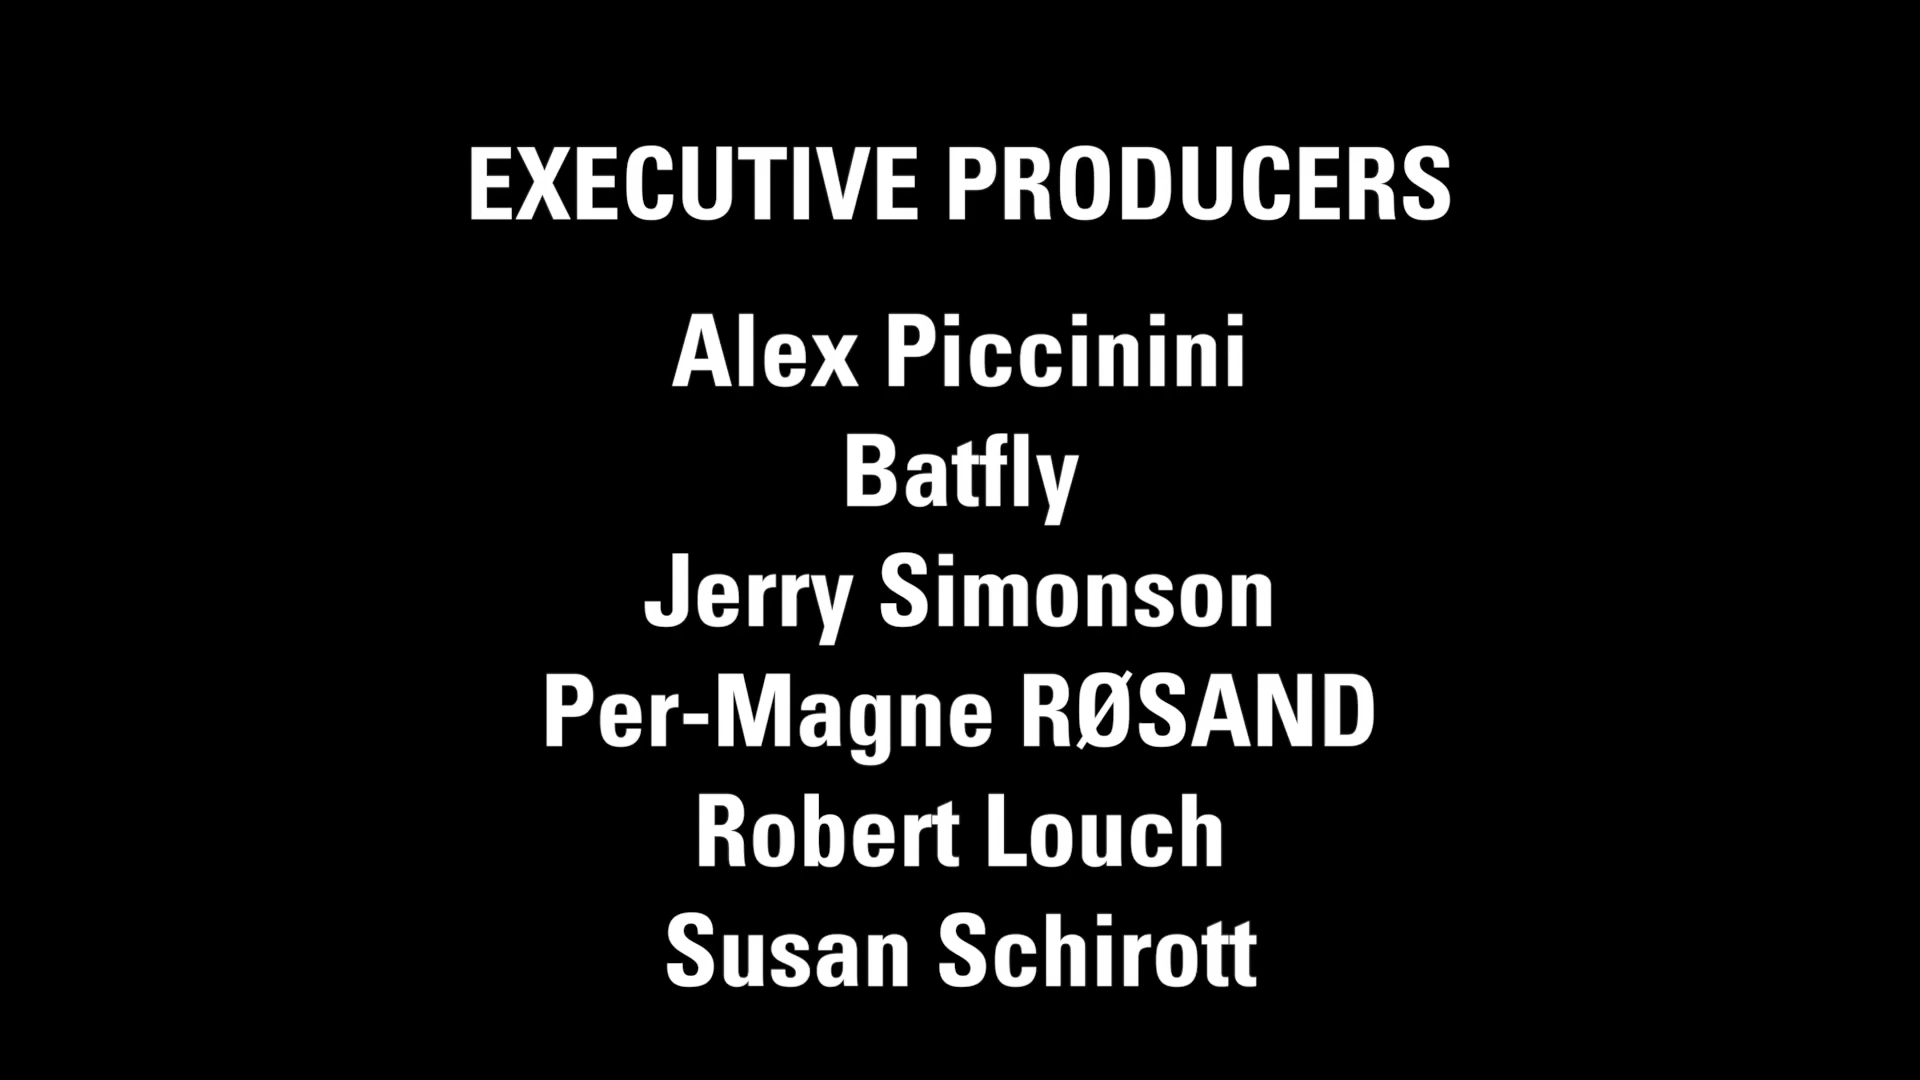 EXECUTIVE PRODUCERS
Alex Piccinini
Batfly
Jerry Simonson
Per-Magne RØSAND
Robert Louch
Susan Schirott